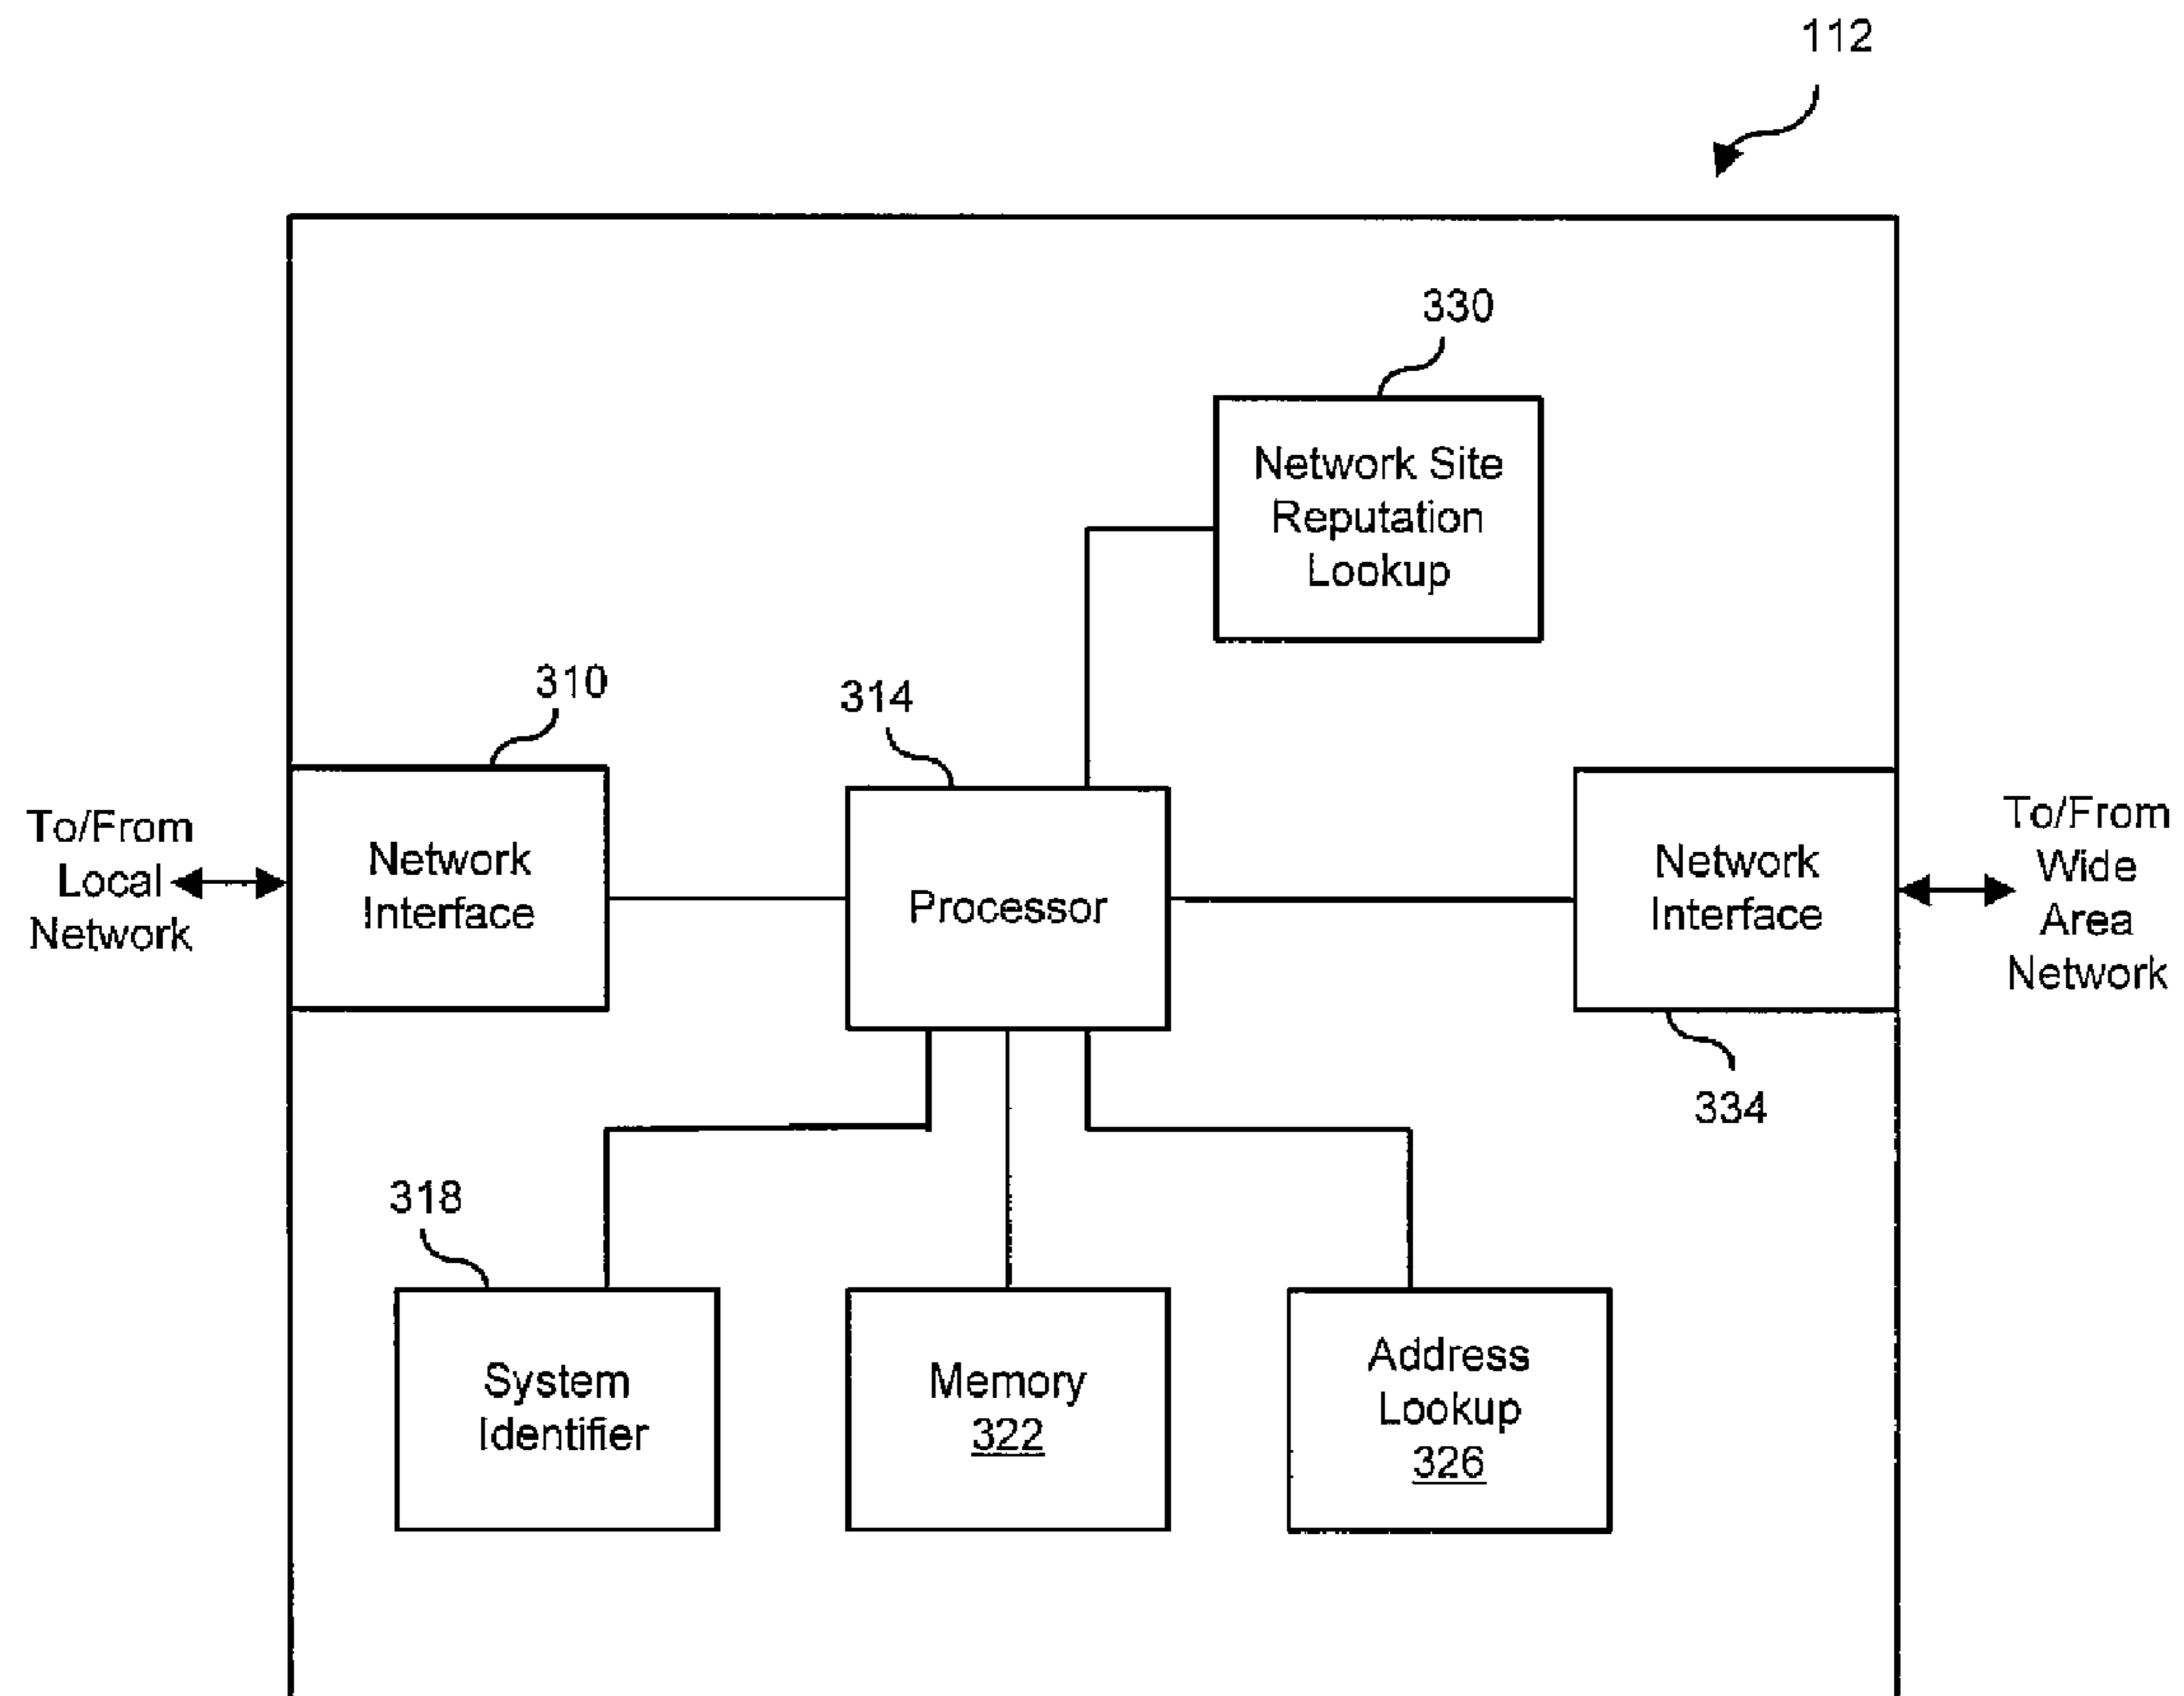 112
330
Network Site
Reputation
Lookup
310
314
To/From
Local
Network
Network
Interface
Processor
Network
Interface
To/From
Wide
Area
Network
334
318
System
Identifier
Memory
322
Address
Lookup
326